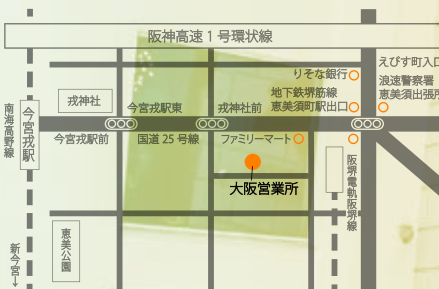 阪神高速1号環状線
えびす町入口
りそな銀行
浪速警察署
恵美須出張所
地下鉄堺筋線
恵美須町駅出口
戎神社
今宮戎駅東
戎神社前
南海高野線
今宮戎駅
今宮戎駅前
国道25号線
ファミリーマート
大阪営業所
阪堺電軌阪堺線
恵美公園
新今宮→